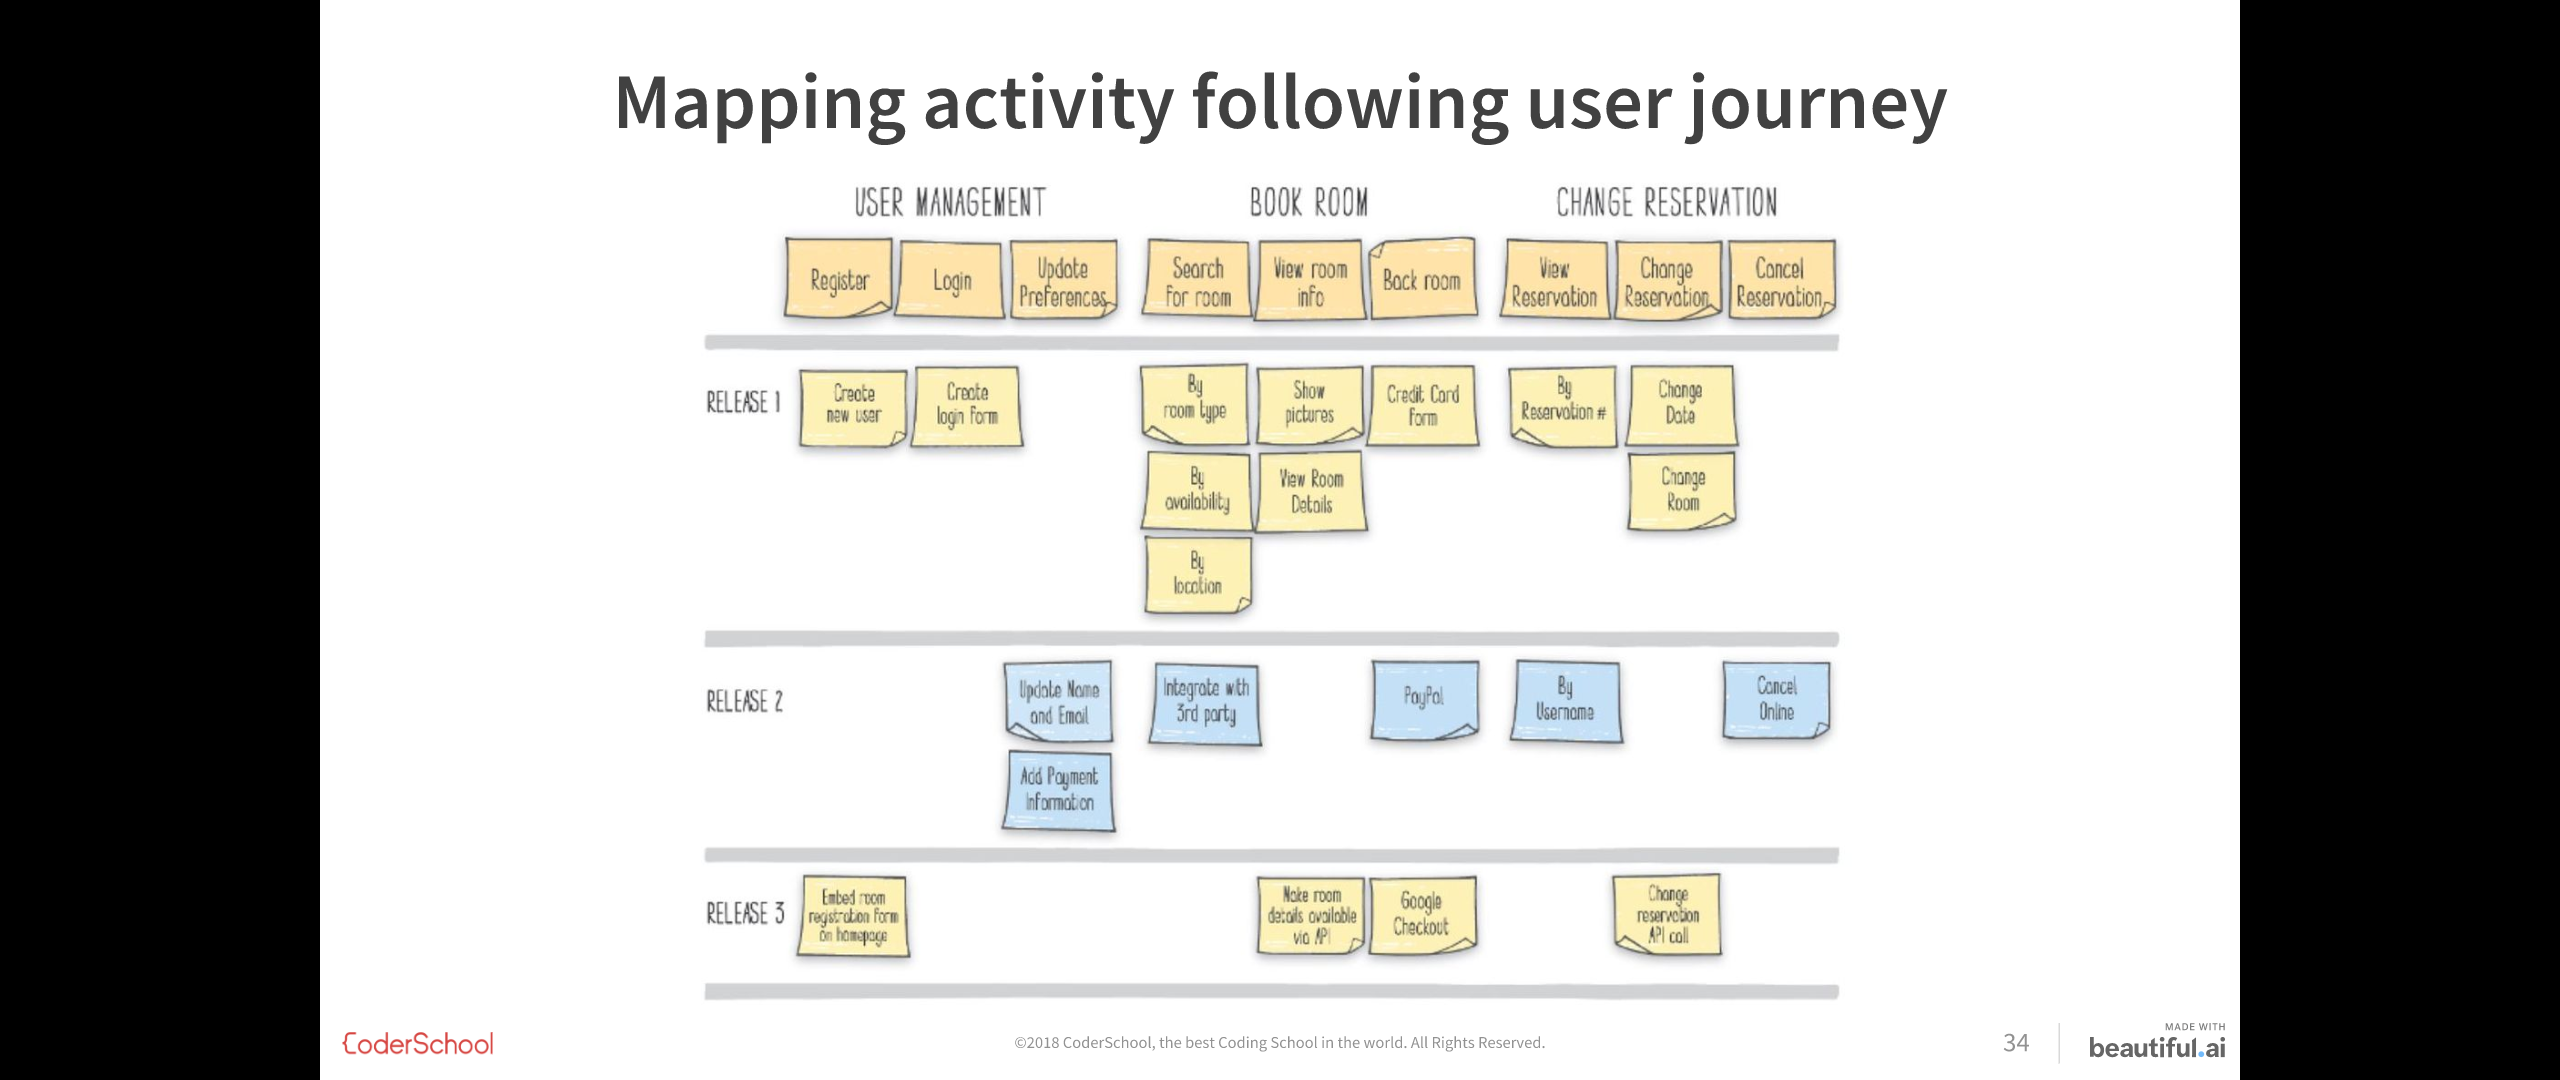 Mapping activity following user journey
USER MANAGEMENT
BOOK ROOM
CHANGE RESERVATION
Register
Login
Update
Preferences
Search
for room
View room
info
Back room
View
Reservation
Change
Reservation
Cancel
Reservation
RELEASE 1
Create
new user
Create
login form
By
room type
Show
pictures
Credit Card
form
By
Reservation #
Change
Date
By
availability
View Room
Details
Change
Room
By
location
RELEASE 2
Update Name
and Email
Integrate with
3rd party
PayPal
By
Username
Cancel
Online
Add Payment
Information
RELEASE 3
Embed room
registration form
on homepage
Make room
details available
via API
Google
Checkout
Change
reservation
API call
{CoderSchool
©2018 CoderSchool, the best Coding School in the world. All Rights Reserved.
34
MADE WITH
beautiful.ai